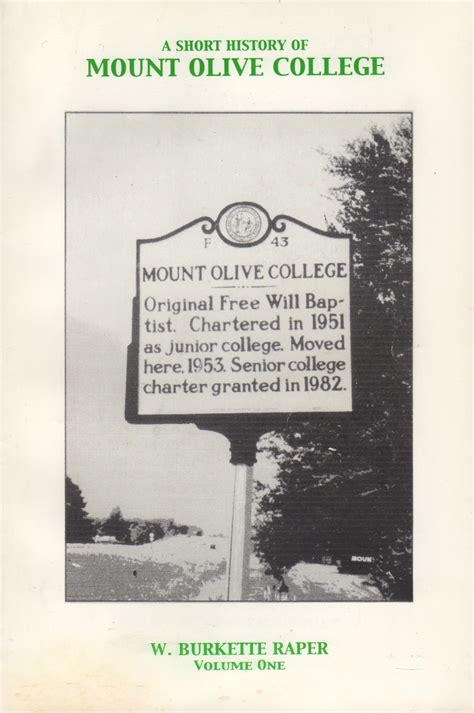 A SHORT HISTORY OF
MOUNT OLIVE COLLEGE
F 43
MOUNT OLIVE COLLEGE
Original Free Will Bap-
tist. Chartered in 1951
as junior college. Moved
here, 1953. Senior college
charter granted in 1982.
MOUN
W. BURKETTE RAPER
VOLUME ONE